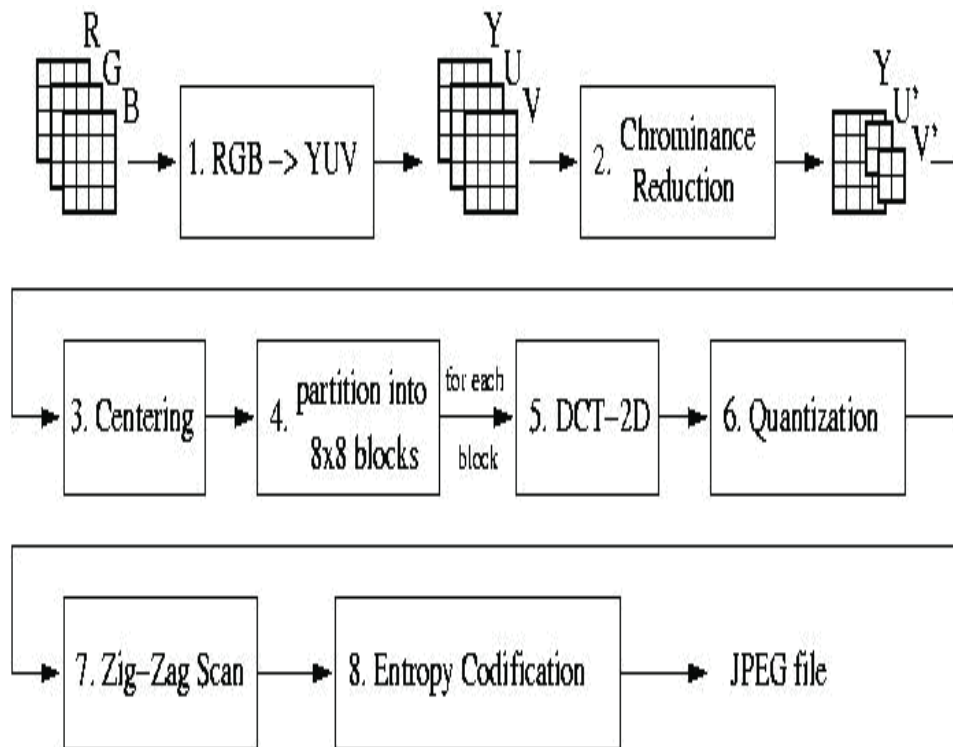 R
G
B
1. RGB –> YUV
Y
U
V
2. Chrominance
Reduction
Y
U'
V'
3. Centering
4. partition into
8x8 blocks
for each
block
5. DCT–2D
6. Quantization
7. Zig–Zag Scan
8. Entropy Codification
JPEG file